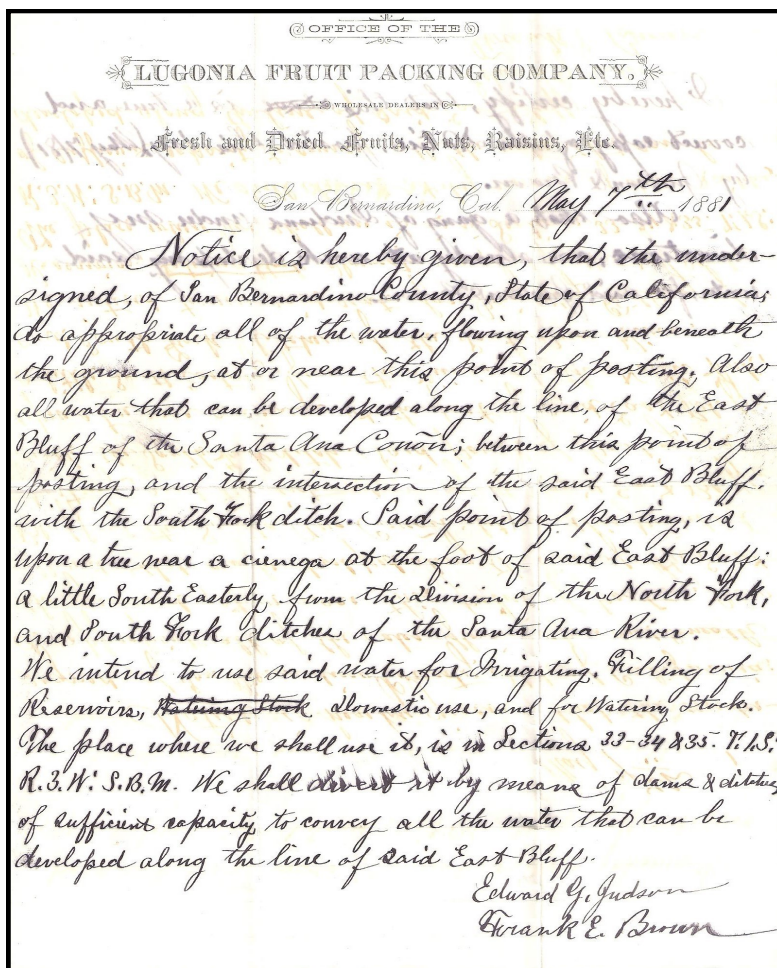 OFFICE OF THE
LUGONIA FRUIT PACKING COMPANY,
WHOLESALE DEALERS IN
Fresh and Dried Fruits, Nuts, Raisins, Etc.
San Bernardino, Cal. May 7th 1881
Notice is hereby given, that the under-
signed, of San Bernardino County, State of California;
do appropriate all of the water, flowing upon and beneath
the ground, at or near this point of posting. Also
all water that can be developed along the line, of the East
Bluff of the Santa Ana Conōn; between this point of
posting, and the intersection of the said East Bluff.
with the South Fork ditch. Said point of posting, is
upon a tree near a cienega at the foot of said East Bluff:
a little South Easterly from the Division of the North Fork,
and South Fork ditches of the Santa Ana River.
We intend to use said water for Irrigating. Filling of
Reservoirs, Watering Stock Domestic use, and for Watering Stock.
The place where we shall use it, is in Sections 33-34 & 35. T.1.S.
R.3.W. S.B.M. We shall divert it by means of dams & ditches
of sufficient capacity to convey all the water that can be
developed along the line of said East Bluff.
Edward G. Judson
Frank E. Brown